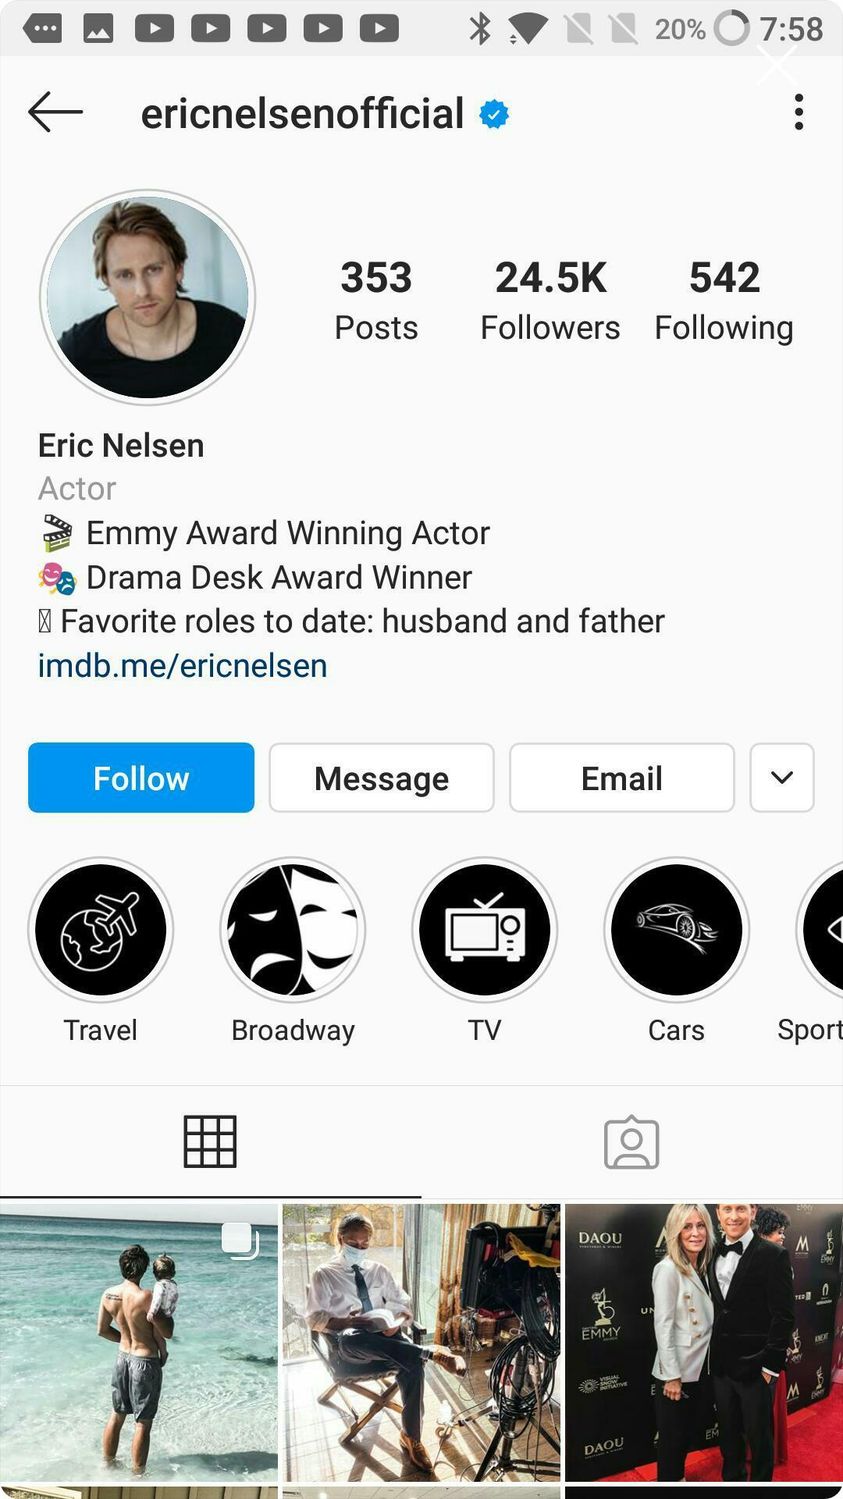 20% 7:58
ericnelsenofficial
353 24.5K 542
Posts Followers Following
Eric Nelsen
Actor
🎬 Emmy Award Winning Actor
🎭 Drama Desk Award Winner
Favorite roles to date: husband and father
imdb.me/ericnelsen
Follow Message Email
Travel Broadway TV Cars Sport
DAOU
EMMY
DAOU